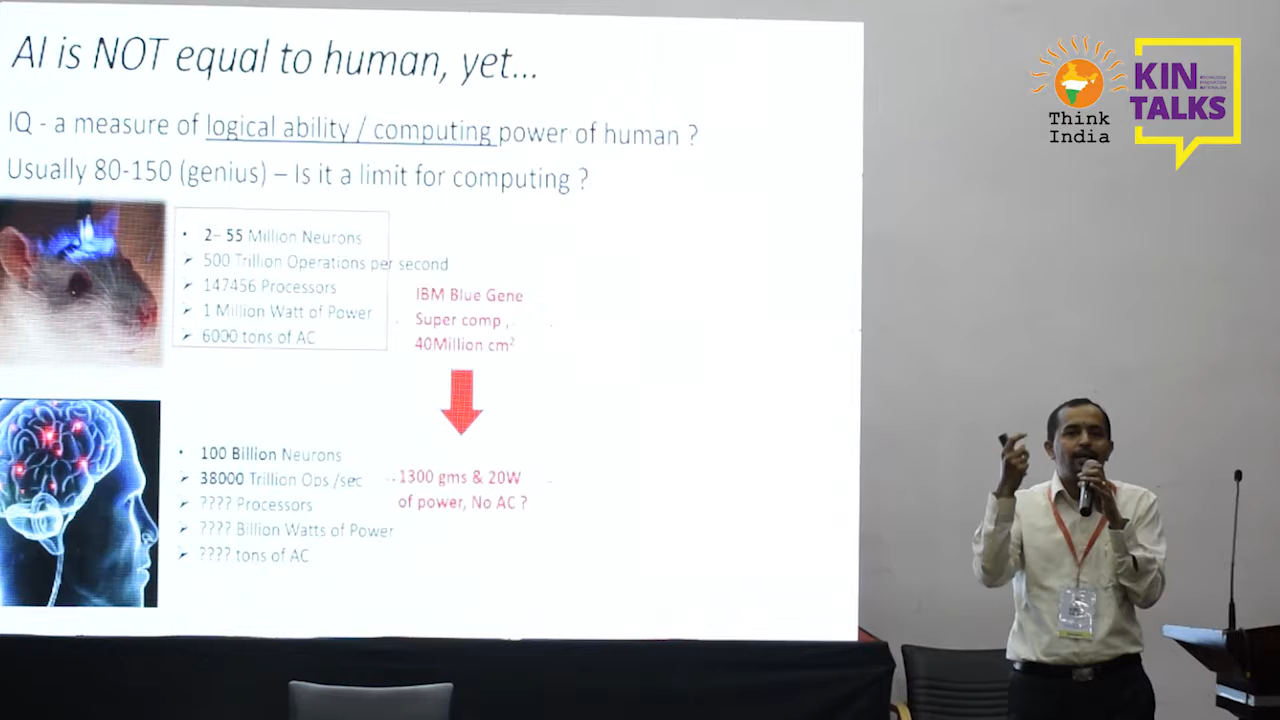 AI is NOT equal to human, yet...
IQ - a measure of logical ability / computing power of human ?
Usually 80-150 (genius) – Is it a limit for computing ?
• 2– 55 Million Neurons
➤ 500 Trillion Operations per second
➤ 147456 Processors
➤ 1 Million Watt of Power
➤ 6000 tons of AC
IBM Blue Gene
Super comp ,
40Million cm²
• 100 Billion Neurons
➤ 38000 Trillion Ops /sec
➤ ???? Processors
➤ ???? Billion Watts of Power
➤ ???? tons of AC
1300 gms & 20W
of power, No AC ?
Think
India
KIN
TALKS